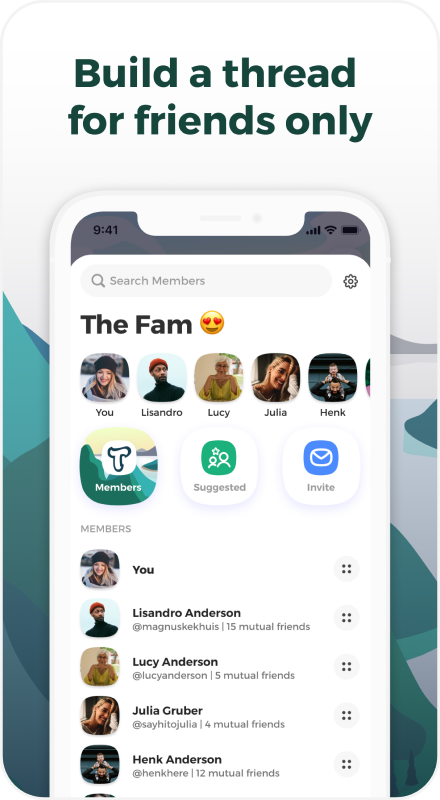 Build a thread
for friends only
9:41
Search Members
The Fam
You Lisandro Lucy Julia Henk
Members Suggested Invite
MEMBERS
You
Lisandro Anderson
@magnuskekhuis | 15 mutual friends
Lucy Anderson
@lucyanderson | 5 mutual friends
Julia Gruber
@sayhitojulia | 4 mutual friends
Henk Anderson
@henkhere | 12 mutual friends